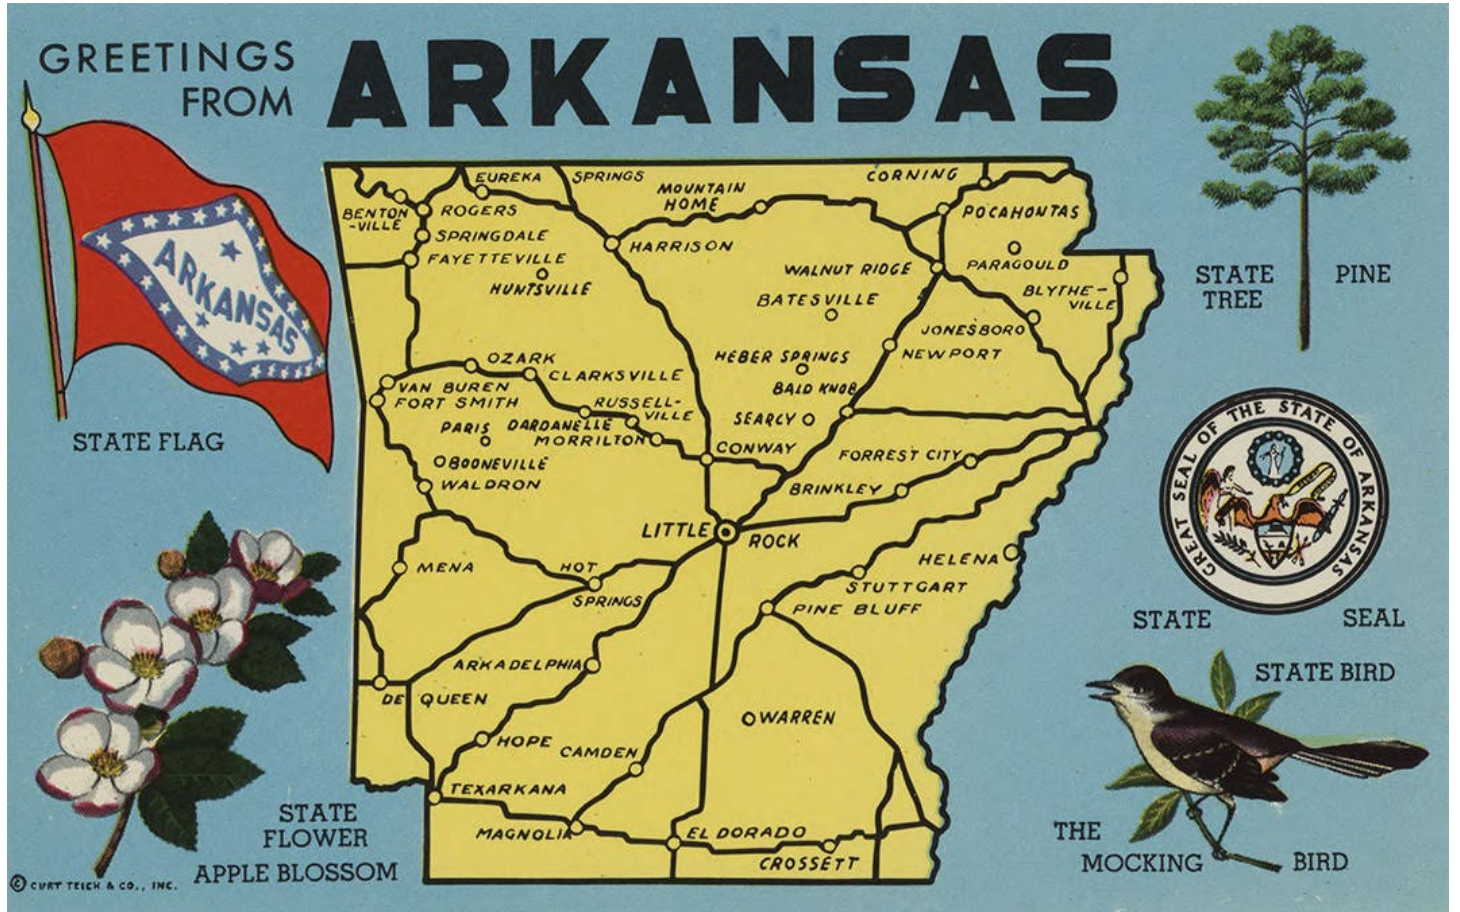 GREETINGS
FROM
ARKANSAS
ARKANSAS
STATE FLAG
EUREKA SPRINGS
CORNING
MOUNTAIN
HOME
BENTON
-VILLE
ROGERS
POCAHONTAS
SPRINGDALE
HARRISON
FAYETTEVILLE
WALNUT RIDGE
PARAGOULD
HUNTSVILLE
BATESVILLE
BLYTHE-
VILLE
JONESBORO
NEWPORT
OZARK
HEBER SPRINGS
CLARKSVILLE
BALD KNOB
VAN BUREN
FORT SMITH
RUSSELL-
VILLE
SEARCY
PARIS
DARDANELLE
MORRILTON
CONWAY
FORREST CITY
BOONEVILLE
WALDRON
BRINKLEY
LITTLE ROCK
HELENA
MENA
HOT
SPRINGS
STUTTGART
PINE BLUFF
ARKADELPHIA
DE QUEEN
WARREN
HOPE
CAMDEN
TEXARKANA
MAGNOLIA
EL DORADO
CROSSETT
STATE
TREE
PINE
GREAT SEAL OF THE STATE OF ARKANSAS
STATE SEAL
STATE BIRD
THE
MOCKING BIRD
STATE
FLOWER
APPLE BLOSSOM
© CURT TEICH & CO., INC.